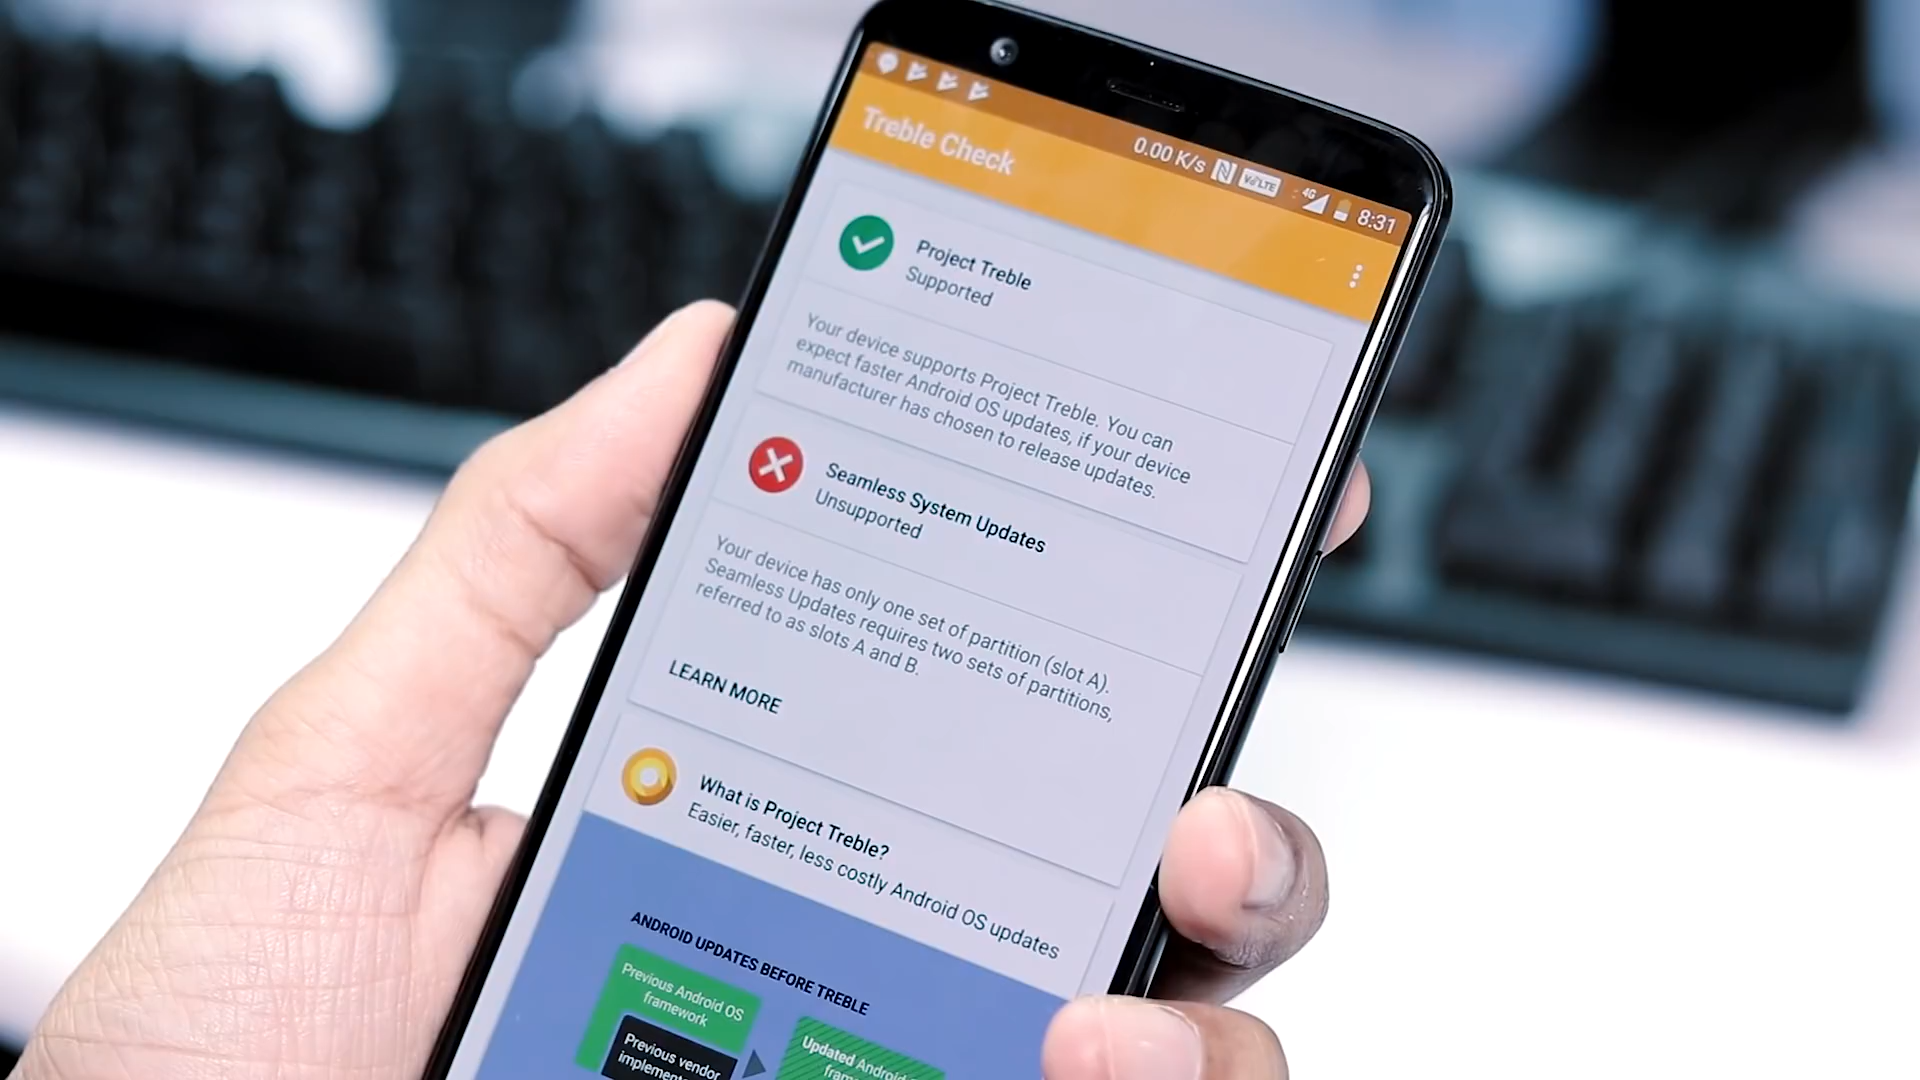 0.00 K/s VoLTE 4G 8:31
Treble Check
Project Treble
Supported
Your device supports Project Treble. You can
expect faster Android OS updates, if your device
manufacturer has chosen to release updates.
Seamless System Updates
Unsupported
Your device has only one set of partition (slot A).
Seamless Updates requires two sets of partitions,
referred to as slots A and B.
LEARN MORE
What is Project Treble?
Easier, faster, less costly Android OS updates
ANDROID UPDATES BEFORE TREBLE
Previous Android OS
framework
Previous vendor
Updated